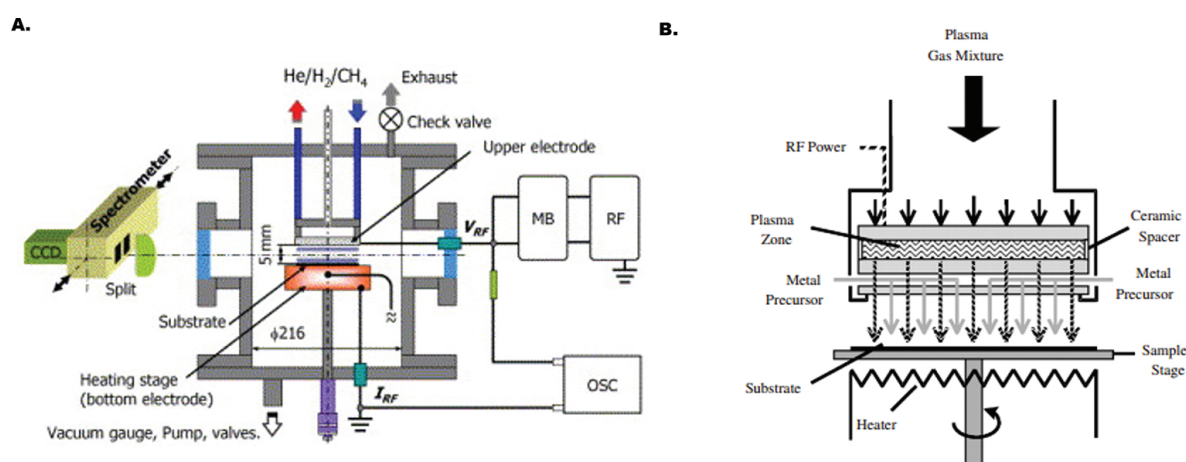 A.
He/H2/CH4
Exhaust
Check valve
Upper electrode
Spectrometer
CCD
Split
5 mm
VRF
MB
RF
Substrate
ϕ216
Heating stage
(bottom electrode)
IRF
OSC
Vacuum gauge, Pump, valves.
B.
Plasma
Gas Mixture
RF Power
Plasma
Zone
Ceramic
Spacer
Metal
Precursor
Metal
Precursor
Substrate
Sample
Stage
Heater